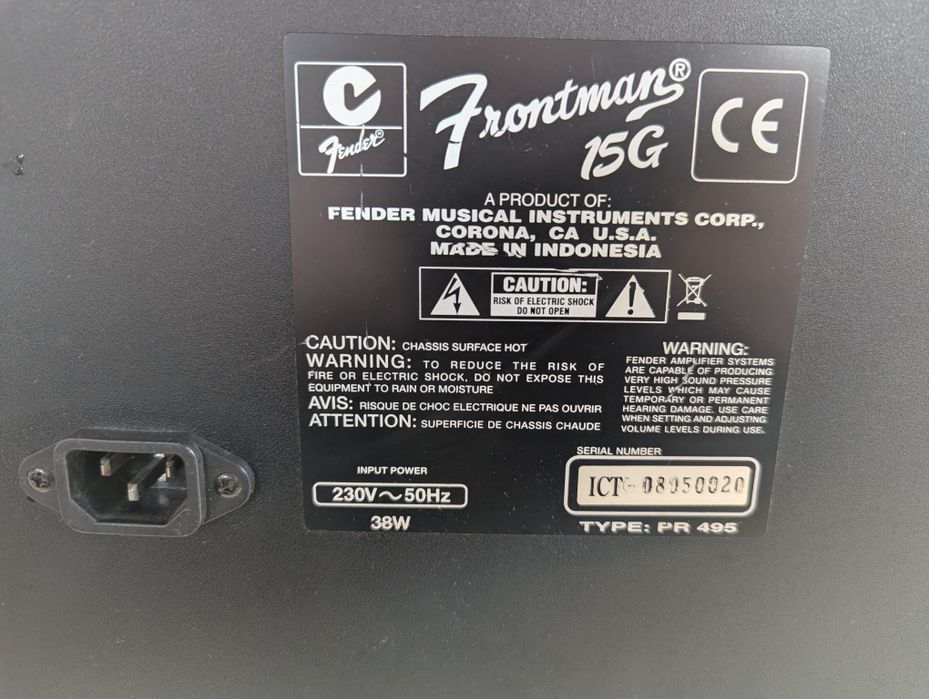 Fender®
Frontman®
15G
CE
A PRODUCT OF:
FENDER MUSICAL INSTRUMENTS CORP.,
CORONA, CA U.S.A.
MADE IN INDONESIA
CAUTION:
RISK OF ELECTRIC SHOCK
DO NOT OPEN
CAUTION: CHASSIS SURFACE HOT
WARNING: TO REDUCE THE RISK OF
FIRE OR ELECTRIC SHOCK, DO NOT EXPOSE THIS
EQUIPMENT TO RAIN OR MOISTURE
AVIS: RISQUE DE CHOC ELECTRIQUE NE PAS OUVRIR
ATTENTION: SUPERFICIE DE CHASSIS CHAUDE
WARNING:
FENDER AMPLIFIER SYSTEMS
ARE CAPABLE OF PRODUCING
VERY HIGH SOUND PRESSURE
LEVELS WHICH MAY CAUSE
TEMPORARY OR PERMANENT
HEARING DAMAGE. USE CARE
WHEN SETTING AND ADJUSTING
VOLUME LEVELS DURING USE.
INPUT POWER
230V~50Hz
38W
SERIAL NUMBER
ICTG-08050020
TYPE: PR 495